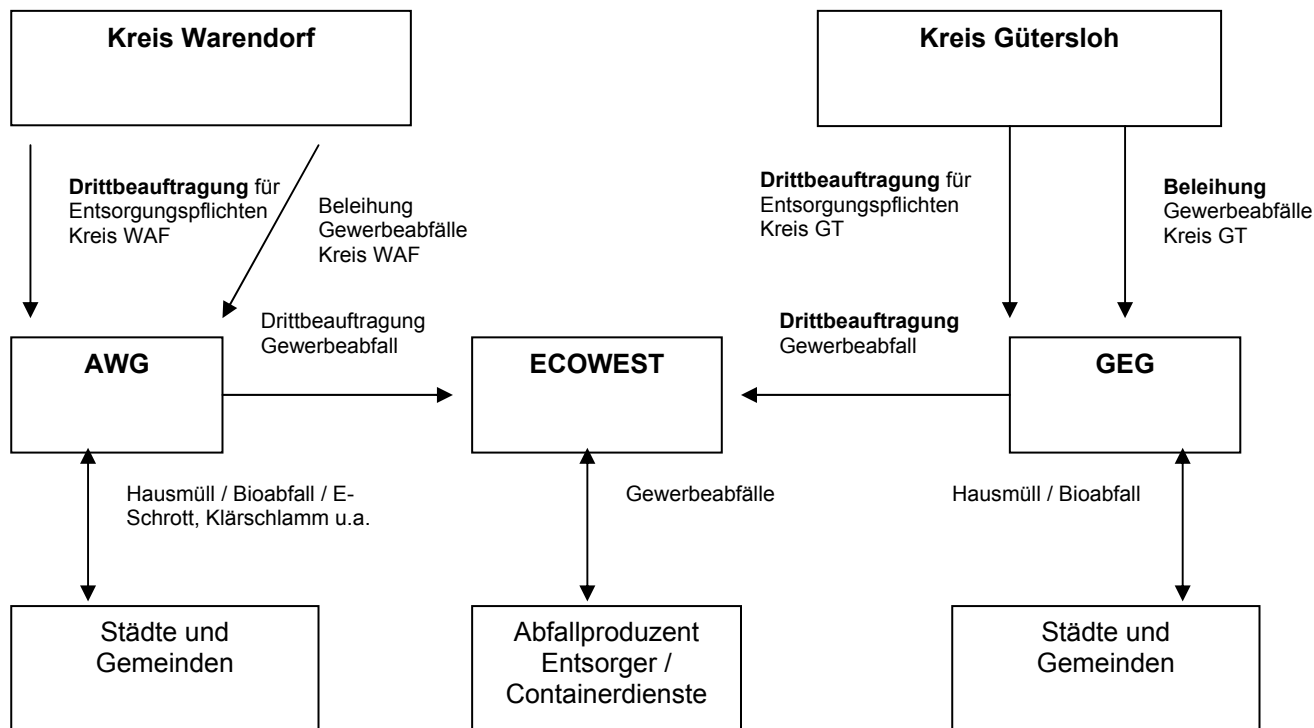 Kreis Warendorf
Kreis Gütersloh
Drittbeauftragung für
Entsorgungspflichten
Kreis WAF
Beleihung
Gewerbeabfälle
Kreis WAF
Drittbeauftragung für
Entsorgungspflichten
Kreis GT
Beleihung
Gewerbeabfälle
Kreis GT
Drittbeauftragung
Gewerbeabfall
Drittbeauftragung
Gewerbeabfall
AWG
ECOWEST
GEG
Hausmüll / Bioabfall / E-
Schrott, Klärschlamm u.a.
Gewerbeabfälle
Hausmüll / Bioabfall
Städte und
Gemeinden
Abfallproduzent
Entsorger /
Containerdienste
Städte und
Gemeinden